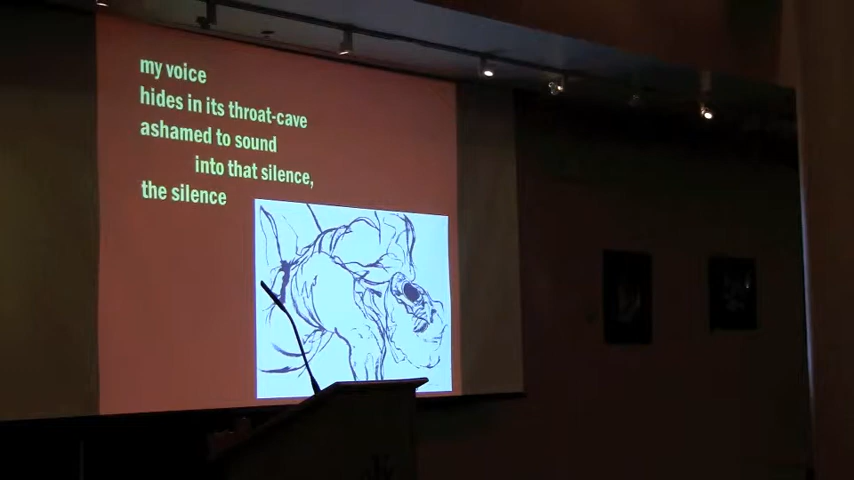 my voice
hides in its throat-cave
ashamed to sound
into that silence,
the silence